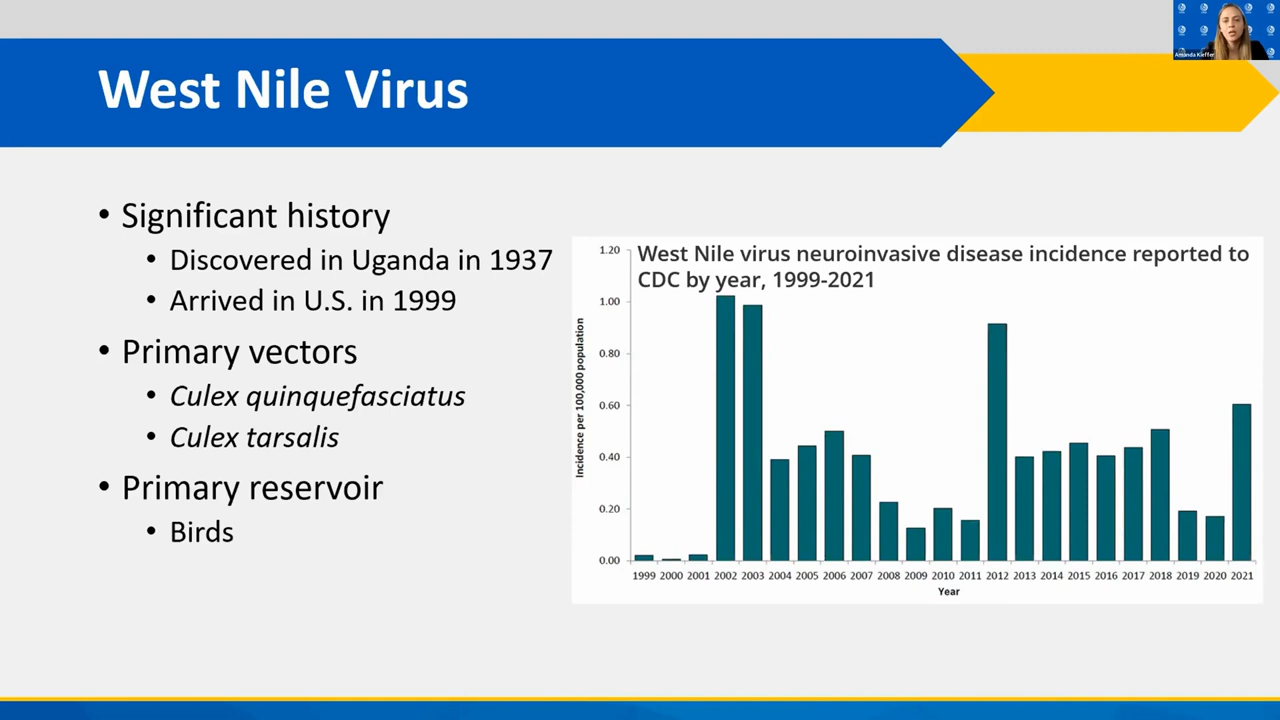 Amanda Kieffer
West Nile Virus
• Significant history
• Discovered in Uganda in 1937
• Arrived in U.S. in 1999
• Primary vectors
• Culex quinquefasciatus
• Culex tarsalis
• Primary reservoir
• Birds
West Nile virus neuroinvasive disease incidence reported to
CDC by year, 1999-2021
Incidence per 100,000 population
1.20
1.00
0.80
0.60
0.40
0.20
0.00
1999 2000 2001 2002 2003 2004 2005 2006 2007 2008 2009 2010 2011 2012 2013 2014 2015 2016 2017 2018 2019 2020 2021
Year